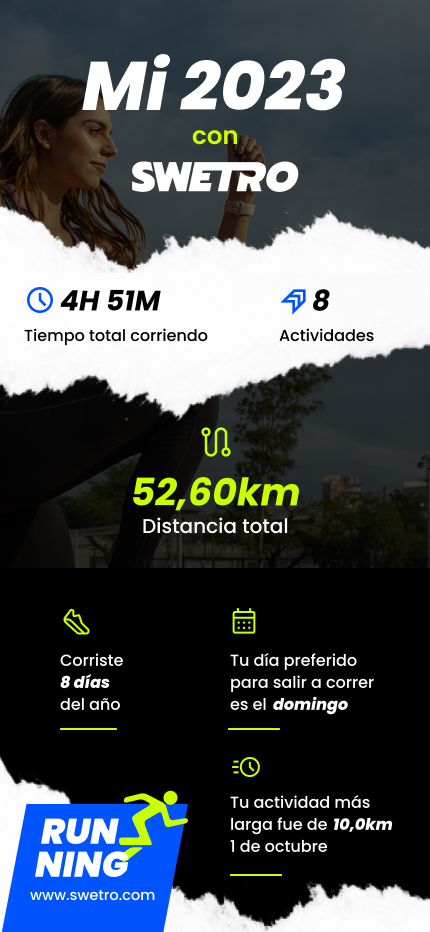 Mi 2023
con
SWETRO
4H 51M
Tiempo total corriendo
8
Actividades
52,60km
Distancia total
Corriste
8 días
del año
Tu día preferido
para salir a correr
es el domingo
Tu actividad más
larga fue de 10,0km
1 de octubre
RUN
NING
www.swetro.com